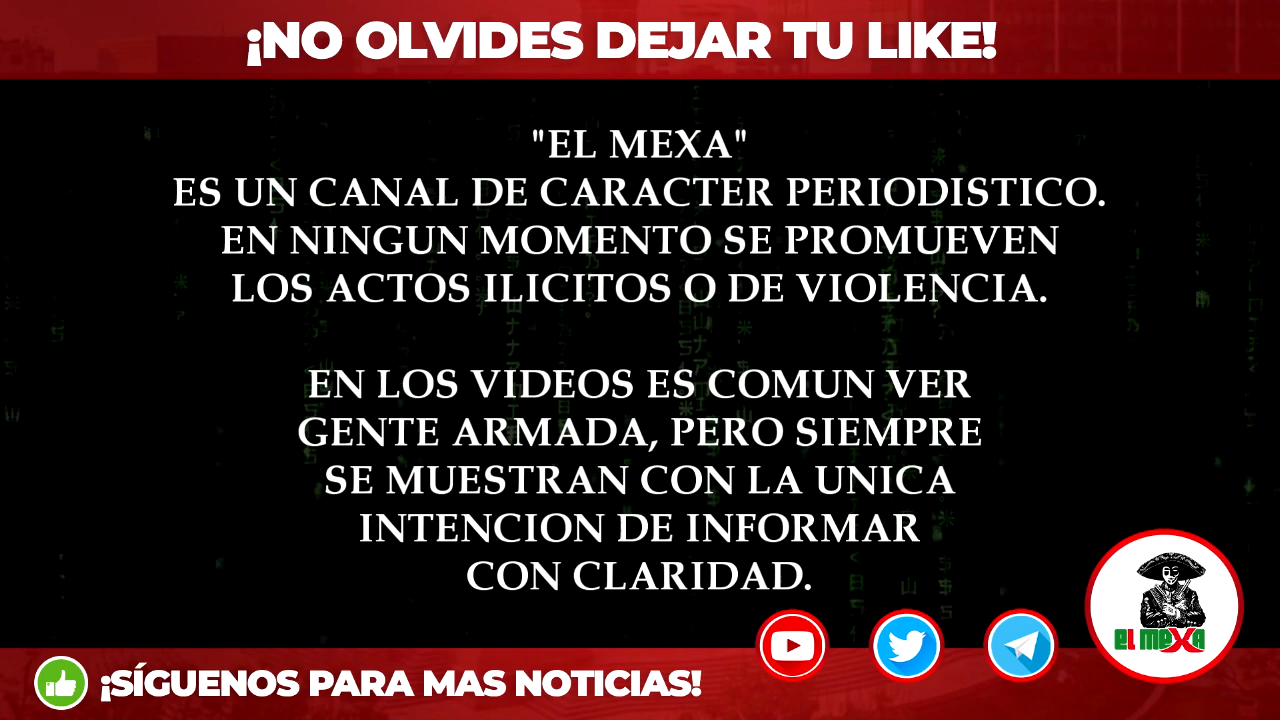 ¡NO OLVIDES DEJAR TU LIKE!
"EL MEXA"
ES UN CANAL DE CARACTER PERIODISTICO.
EN NINGUN MOMENTO SE PROMUEVEN
LOS ACTOS ILICITOS O DE VIOLENCIA.
EN LOS VIDEOS ES COMUN VER
GENTE ARMADA, PERO SIEMPRE
SE MUESTRAN CON LA UNICA
INTENCION DE INFORMAR
CON CLARIDAD.
EL MEXA
¡SÍGUENOS PARA MAS NOTICIAS!